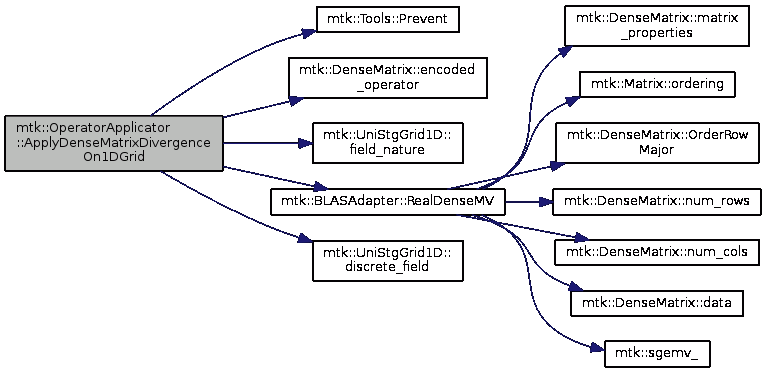 mtk::OperatorApplicator
::ApplyDenseMatrixDivergence
On1DGrid
mtk::Tools::Prevent
mtk::DenseMatrix::encoded
_operator
mtk::UniStgGrid1D::
field_nature
mtk::BLASAdapter::RealDenseMV
mtk::UniStgGrid1D::
discrete_field
mtk::DenseMatrix::matrix
_properties
mtk::Matrix::ordering
mtk::DenseMatrix::OrderRow
Major
mtk::DenseMatrix::num_rows
mtk::DenseMatrix::num_cols
mtk::DenseMatrix::data
mtk::sgemv_